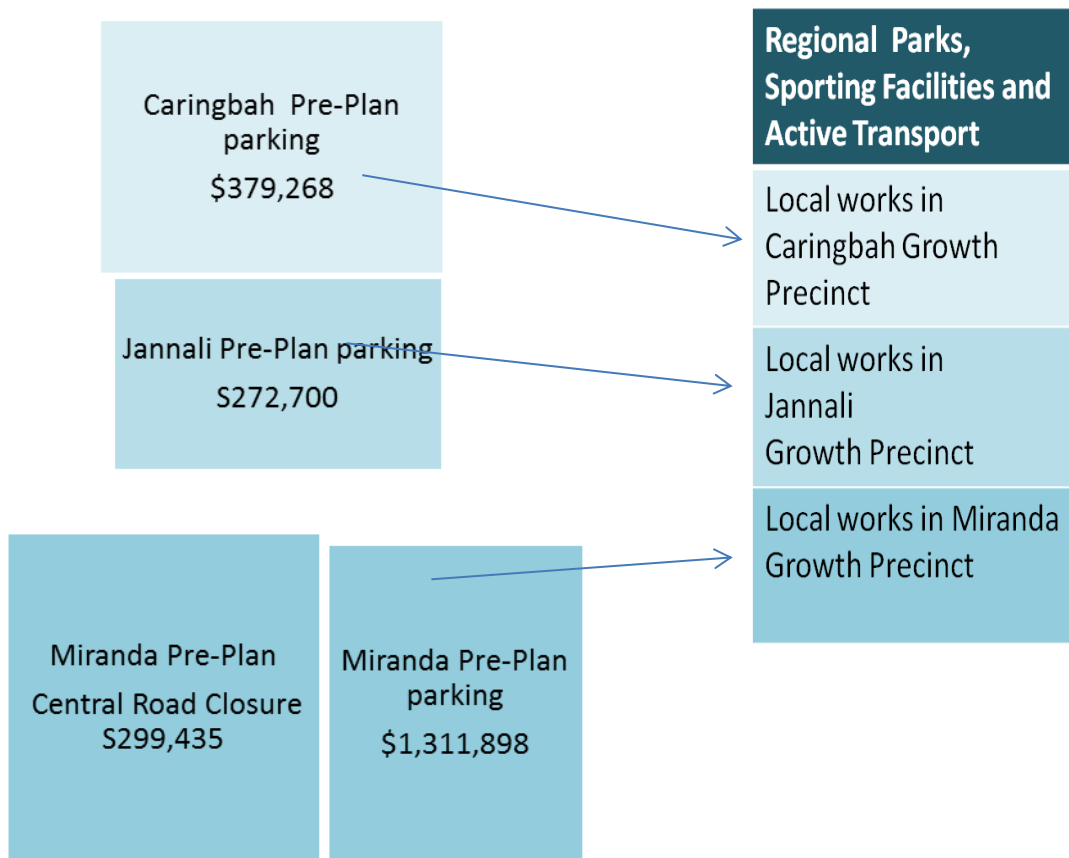 Caringbah Pre-Plan
parking
$379,268
Jannali Pre-Plan parking
S272,700
Miranda Pre-Plan
Central Road Closure
S299,435
Miranda Pre-Plan
parking
$1,311,898
Regional Parks,
Sporting Facilities and
Active Transport
Local works in
Caringbah Growth
Precinct
Local works in
Jannali
Growth Precinct
Local works in Miranda
Growth Precinct